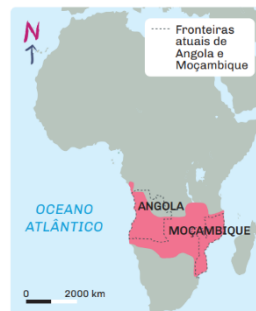 N
Fronteiras
atuais de
Angola e
Moçambique
ANGOLA
OCEANO
ATLÂNTICO
MOÇAMBIQUE
0 2000 km